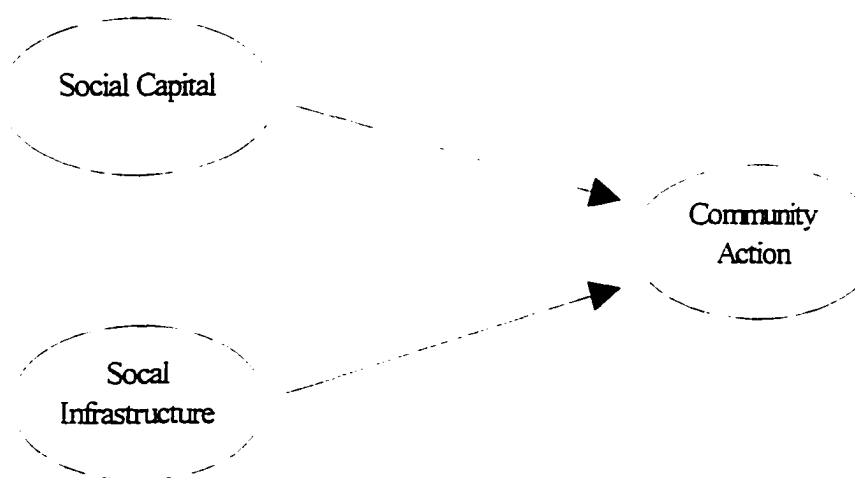 Social Capital
Community
Action
Socal
Infrastructure